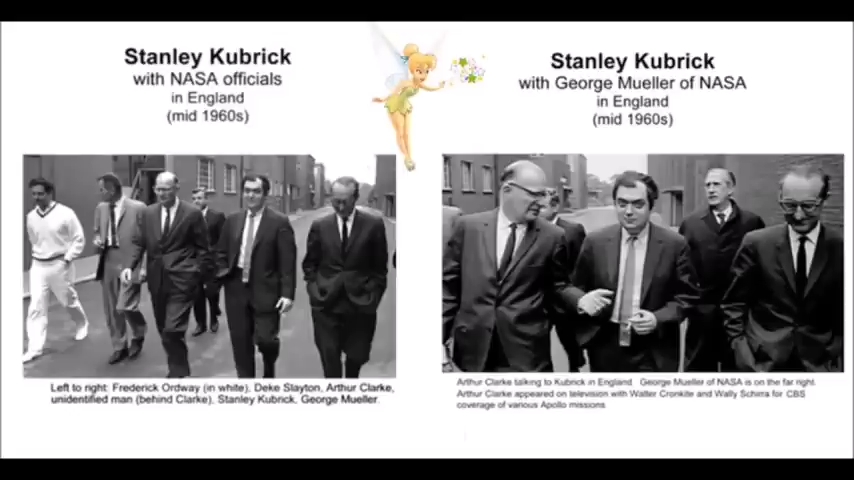 Stanley Kubrick
with NASA officials
in England
(mid 1960s)
Left to right: Frederick Ordway (in white), Deke Slayton, Arthur Clarke,
unidentified man (behind Clarke), Stanley Kubrick, George Mueller.
Stanley Kubrick
with George Mueller of NASA
in England
(mid 1960s)
Arthur Clarke talking to Kubrick in England. George Mueller of NASA is on the far right.
Arthur Clarke appeared on television with Walter Cronkite and Wally Schirra for CBS
coverage of various Apollo missions.